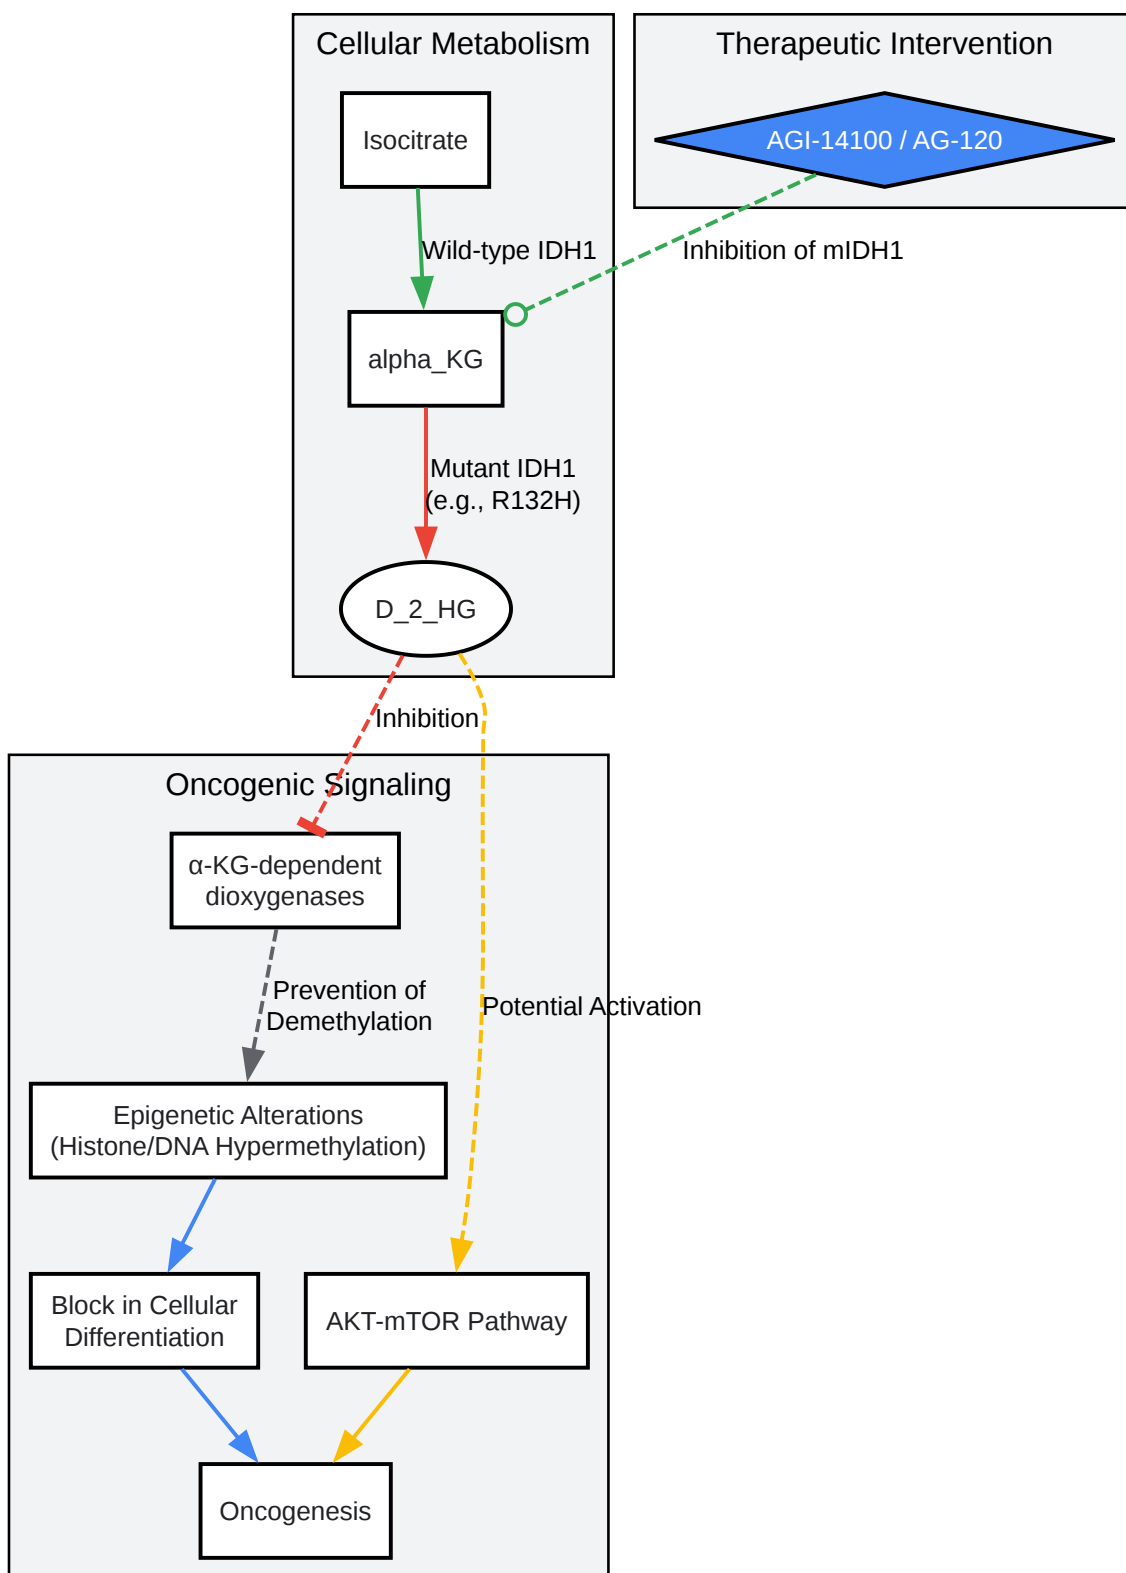 Cellular Metabolism
Therapeutic Intervention
Isocitrate
AGI-14100 / AG-120
Wild-type IDH1
Inhibition of mIDH1
alpha_KG
Mutant IDH1
(e.g., R132H)
D_2_HG
Inhibition
Oncogenic Signaling
α-KG-dependent
dioxygenases
Prevention of
Demethylation
Potential Activation
Epigenetic Alterations
(Histone/DNA Hypermethylation)
Block in Cellular
Differentiation
AKT-mTOR Pathway
Oncogenesis